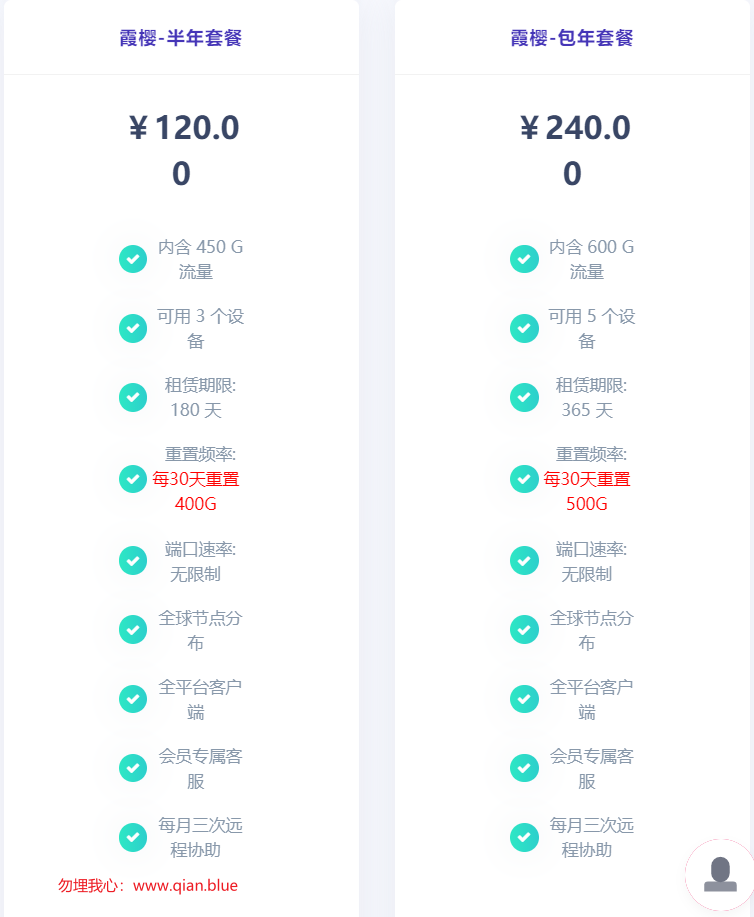 霞樱-半年套餐
￥120.0
0
内含 450 G
流量
可用 3 个设
备
租赁期限:
180 天
重置频率:
每30天重置
400G
端口速率:
无限制
全球节点分
布
全平台客户
端
会员专属客
服
每月三次远
程协助
勿埋我心：www.qian.blue
霞樱-包年套餐
￥240.0
0
内含 600 G
流量
可用 5 个设
备
租赁期限:
365 天
重置频率:
每30天重置
500G
端口速率:
无限制
全球节点分
布
全平台客户
端
会员专属客
服
每月三次远
程协助